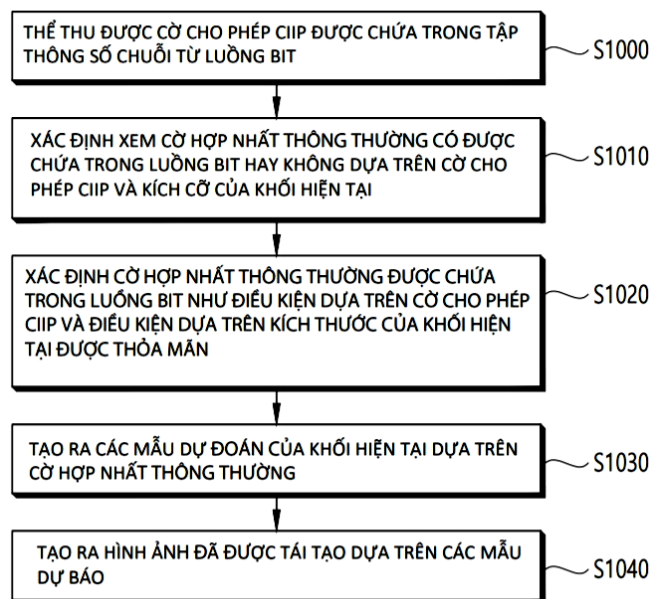 THỂ THU ĐƯỢC CỜ CHO PHÉP CIIP ĐƯỢC CHỨA TRONG TẬP
THÔNG SỐ CHUỖI TỪ LUỒNG BIT
S1000
XÁC ĐỊNH XEM CỜ HỢP NHẤT THÔNG THƯỜNG CÓ ĐƯỢC
CHỨA TRONG LUỒNG BIT HAY KHÔNG DỰA TRÊN CỜ CHO
PHÉP CIIP VÀ KÍCH CỠ CỦA KHỐI HIỆN TẠI
S1010
XÁC ĐỊNH CỜ HỢP NHẤT THÔNG THƯỜNG ĐƯỢC CHỨA
TRONG LUỒNG BIT NHƯ ĐIỀU KIỆN DỰA TRÊN CỜ CHO PHÉP
CIIP VÀ ĐIỀU KIỆN DỰA TRÊN KÍCH THƯỚC CỦA KHỐI HIỆN
TẠI ĐƯỢC THỎA MÃN
S1020
TẠO RA CÁC MẪU DỰ ĐOÁN CỦA KHỐI HIỆN TẠI DỰA TRÊN
CỜ HỢP NHẤT THÔNG THƯỜNG
S1030
TẠO RA HÌNH ẢNH ĐÃ ĐƯỢC TÁI TẠO DỰA TRÊN CÁC MẪU
DỰ BÁO
S1040